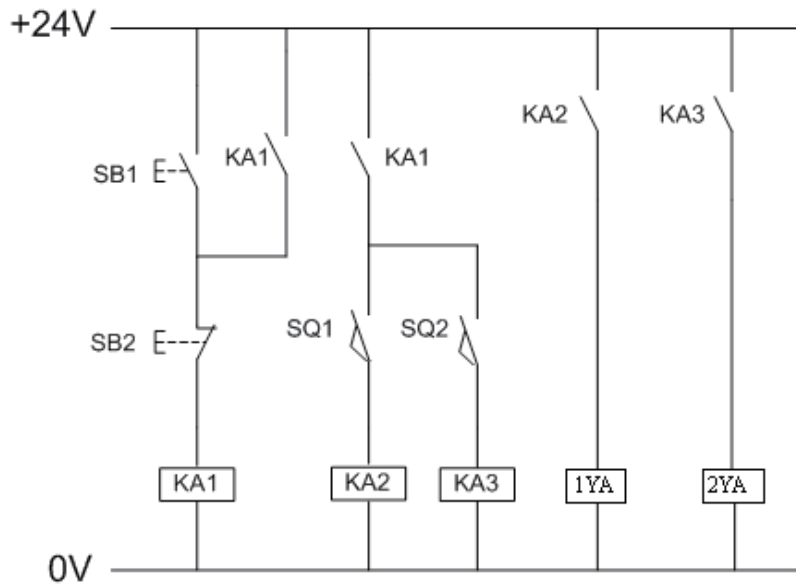 +24V
KA2 KA3
SB1 KA1 KA1
SB2 SQ1 SQ2
KA1 KA2 KA3 1YA 2YA
0V